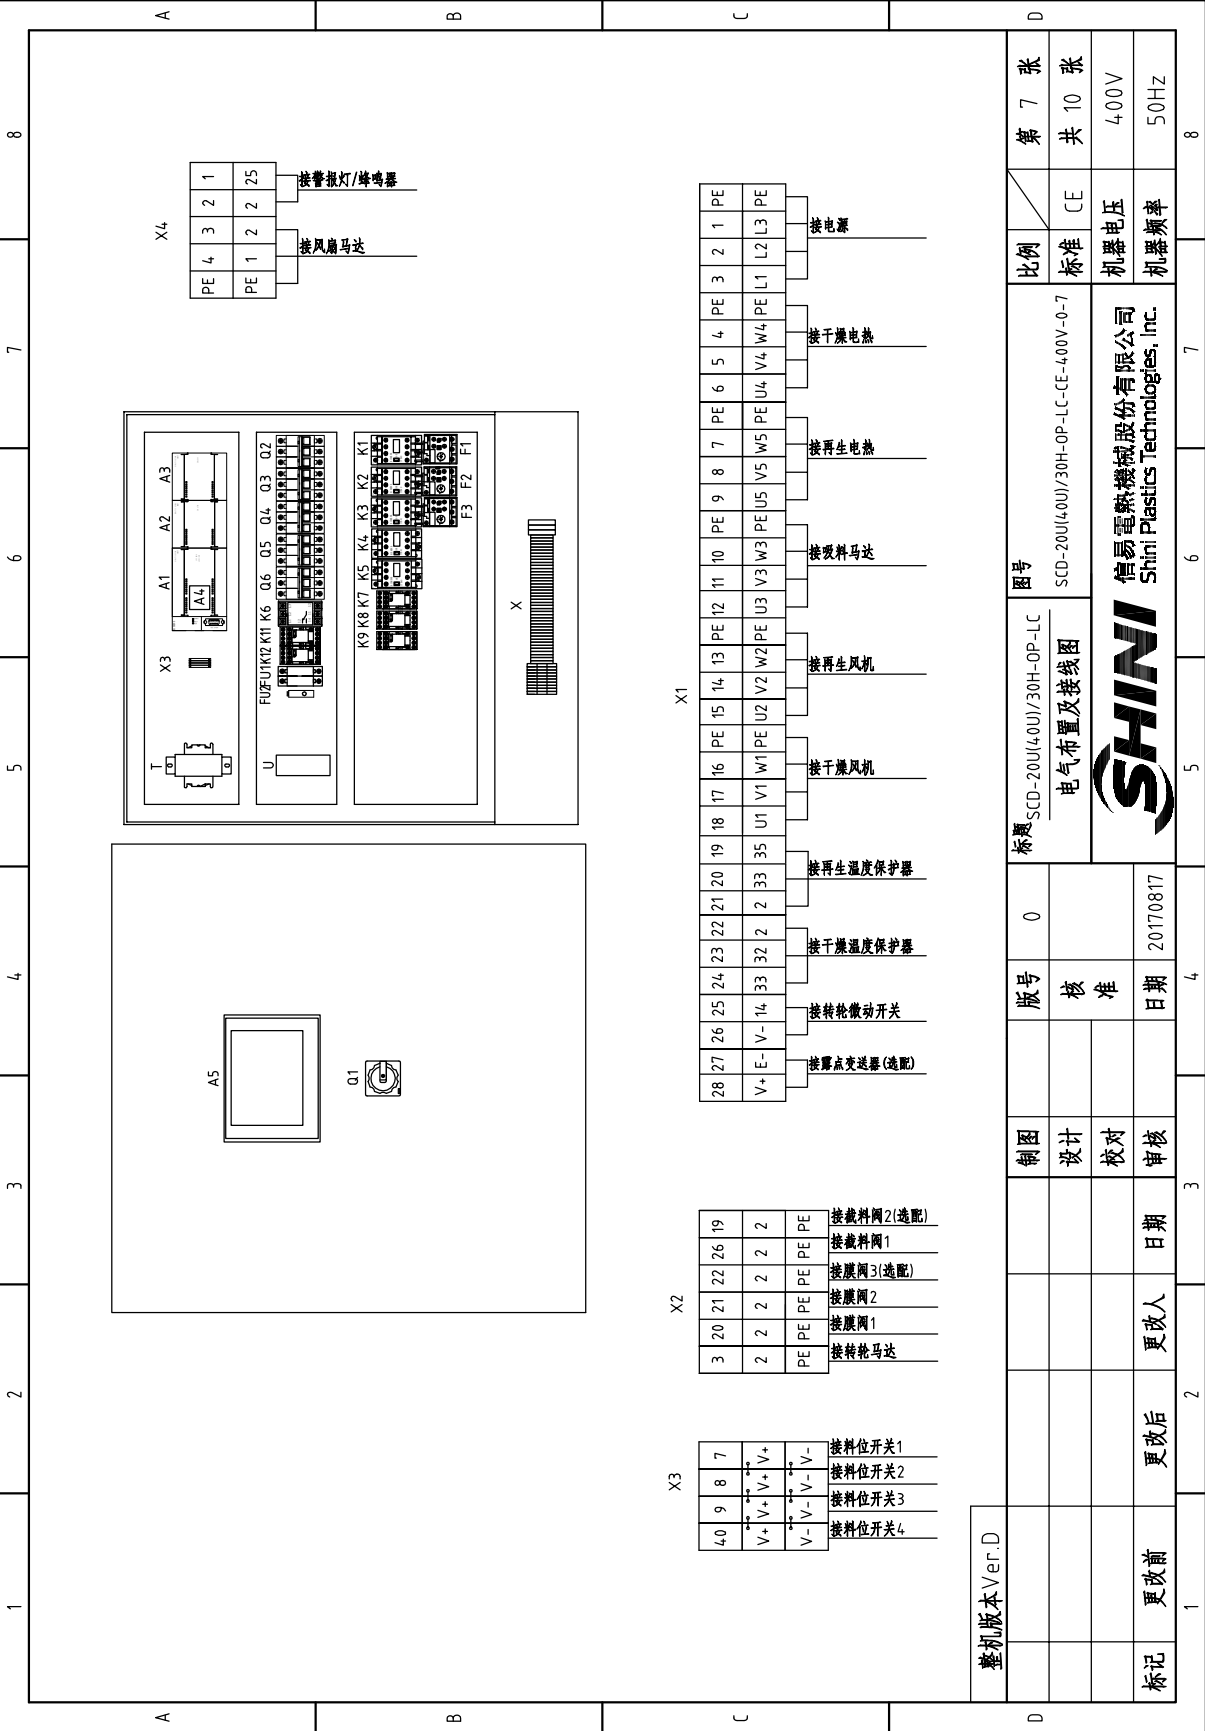 1 2 3 4 5 6 7 8
A
B
C
D
A5
Q1
T
X3
A1 A2 A3
A4
U
FU2 FU1 K12 K11 K6 Q6 Q5 Q4 Q3 Q2
K9 K8 K7 K5 K4 K3 K2 K1
F3 F2 F1
X
X4
PE 4 3 2 1
PE 1 2 2 25
接风扇马达
接警报灯/蜂鸣器
X3
40 9 8 7
V+ V+ V+ V+
V- V- V- V-
接料位开关4
接料位开关3
接料位开关2
接料位开关1
X2
3 20 21 22 26 19
2 2 2 2 2 2
PE PE PE PE PE PE
接转轮马达
接膜阀1
接膜阀2
接膜阀3(选配)
接截料阀1
接截料阀2(选配)
X1
28 27 26 25 24 23 22 21 20 19 18 17 16 PE 15 14 13 PE 12 11 10 PE 9 8 7 PE 6 5 4 PE 3 2 1 PE
V+ E- V- 14 33 32 2 2 33 35 U1 V1 W1 PE U2 V2 W2 PE U3 V3 W3 PE U5 V5 W5 PE U4 V4 W4 PE L1 L2 L3 PE
接露点变送器(选配)
接转轮微动开关
接干燥温度保护器
接再生温度保护器
接干燥风机
接再生风机
接吸料马达
接再生电热
接干燥电热
接电源
整机版本Ver.D
标记 更改前 更改后 更改人 日期
制图
设计
校对
审核
版号 0
核准
日期 20170817
标题
SCD-20U(40U)/30H-OP-LC
电气布置及接线图
图号
SCD-20U(40U)/30H-OP-LC-CE-400V-0-7
SHINI
信易電熱機械股份有限公司
Shini Plastics Technologies, Inc.
比例
第 7 张
标准 CE
共 10 张
机器电压 400V
机器频率 50Hz
A
B
C
D
1 2 3 4 5 6 7 8